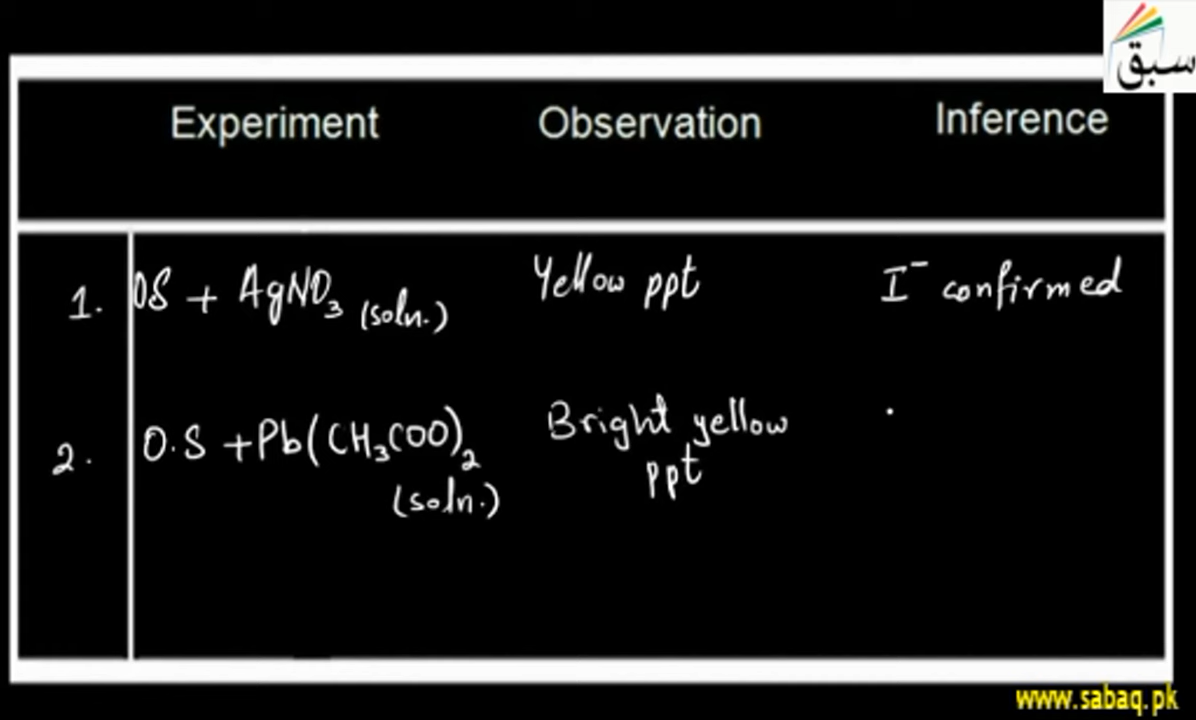 سبق
Experiment Observation Inference
1. OS + AgNO₃ (soln.) Yellow ppt I⁻ confirmed
2. O.S + Pb(CH₃COO)₂ (soln.) Bright yellow ppt
www.sabaq.pk